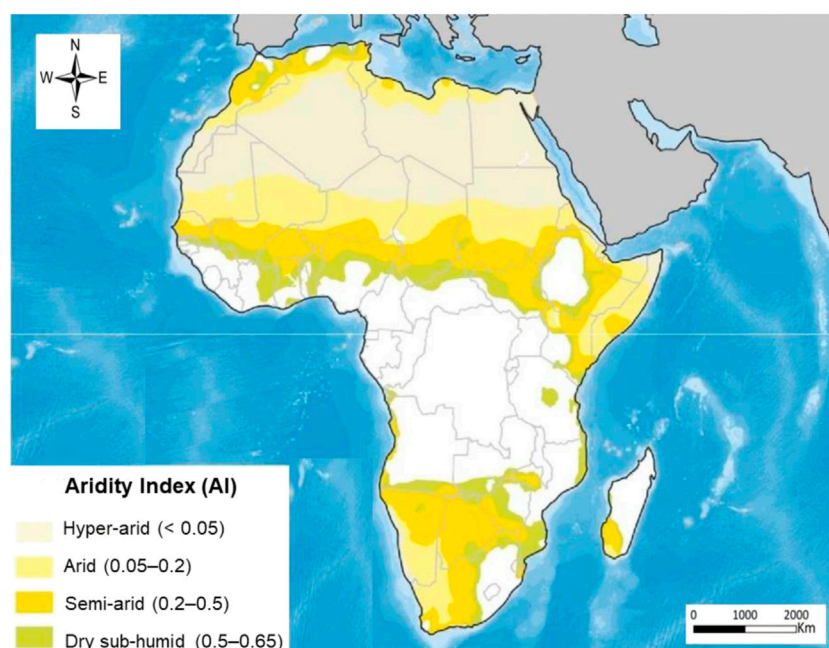 N
W E
S
Aridity Index (AI)
Hyper-arid (< 0.05)
Arid (0.05–0.2)
Semi-arid (0.2–0.5)
Dry sub-humid (0.5–0.65)
0 1000 2000
Km